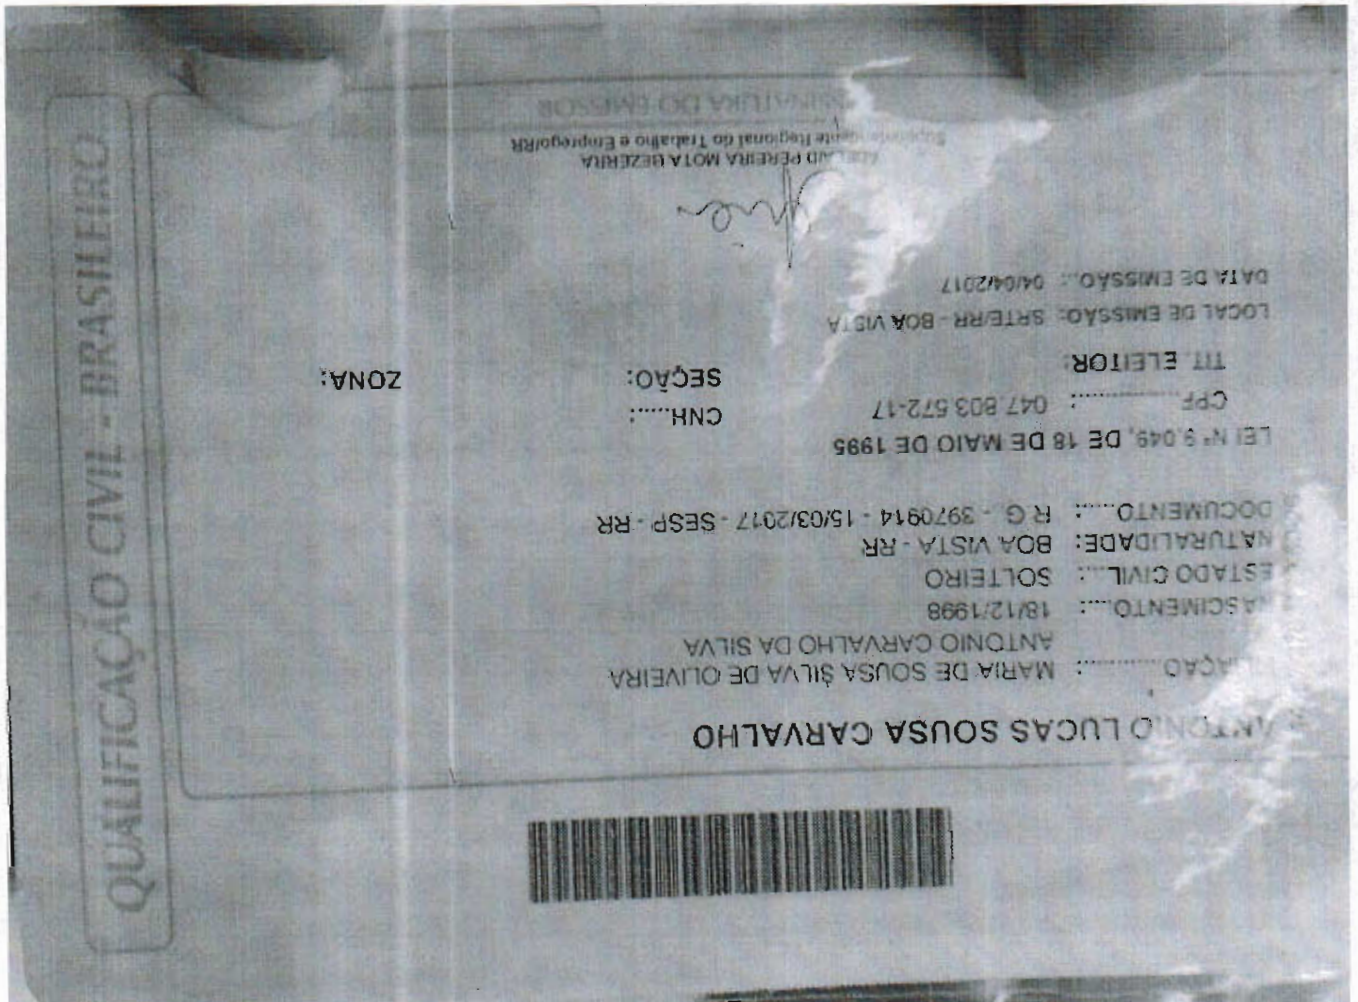 QUALIFICAÇÃO CIVIL - BRASILEIRO
ANTONIO LUCAS SOUSA CARVALHO
FILIAÇÃO............: MARIA DE SOUSA SILVA DE OLIVEIRA
ANTONIO CARVALHO DA SILVA
NASCIMENTO....: 18/12/1998
ESTADO CIVIL....: SOLTEIRO
NATURALIDADE: BOA VISTA - RR
DOCUMENTO.....: R G - 3970914 - 15/03/2017 - SESP - RR
LEI Nº 9.049, DE 18 DE MAIO DE 1995
CPF..............: 047.803.572-17 CNH......:
TIT. ELEITOR: SEÇÃO: ZONA:
LOCAL DE EMISSÃO: SRTE/RR - BOA VISTA
DATA DE EMISSÃO..: 04/04/2017
PEREIRA MOTA BEZERRA
Superintendente Regional do Trabalho e Emprego/RR
ASSINATURA DO EMISSOR